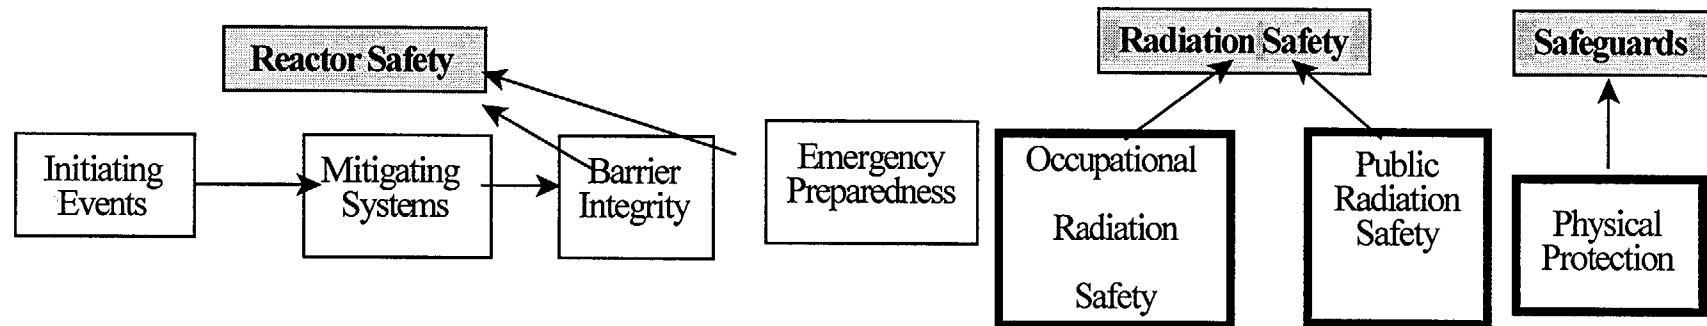 Reactor Safety
Radiation Safety
Safeguards
Initiating
Events
Mitigating
Systems
Barrier
Integrity
Emergency
Preparedness
Occupational
Radiation
Safety
Public
Radiation
Safety
Physical
Protection